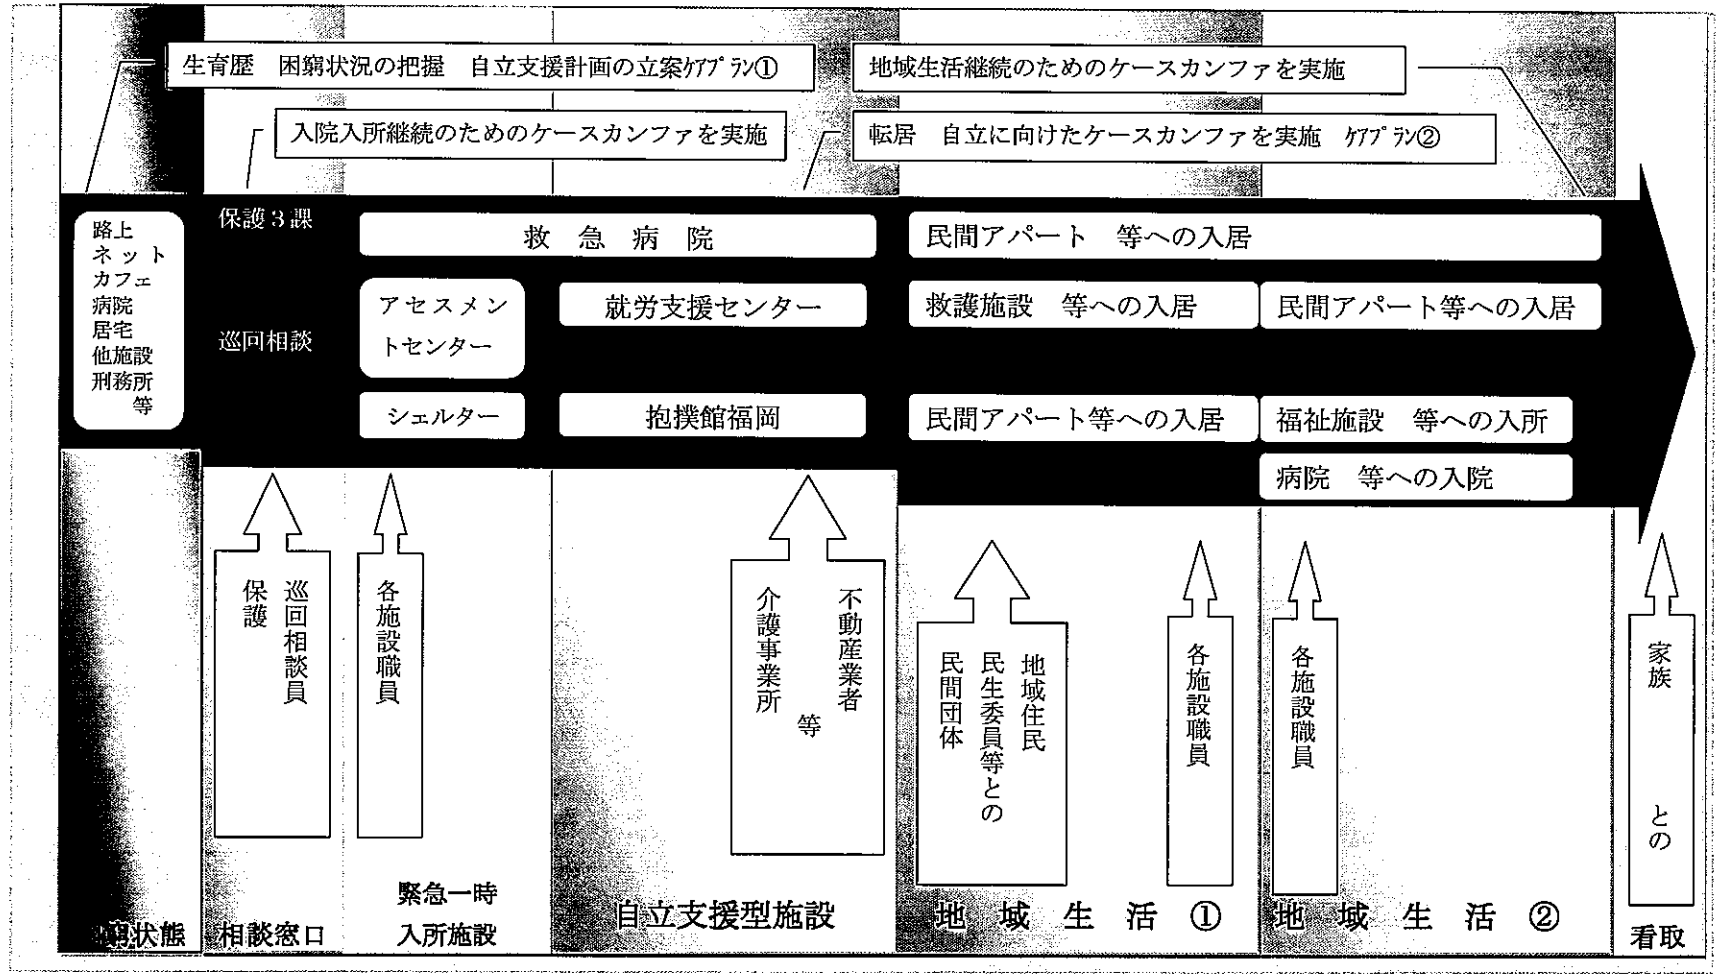 生育歴　困窮状況の把握　自立支援計画の立案ｹｱﾌﾟﾗﾝ①
地域生活継続のためのケースカンファを実施
入院入所継続のためのケースカンファを実施
転居　自立に向けたケースカンファを実施　ｹｱﾌﾟﾗﾝ②
路上
ネット
カフェ
病院
居宅
他施設
刑務所
等
保護３課
巡回相談
救急病院
アセスメン
トセンター
シェルター
就労支援センター
抱撲館福岡
民間アパート　等への入居
救護施設　等への入居
民間アパート等への入居
民間アパート等への入居
福祉施設　等への入所
病院　等への入院
巡回相談員
保護
各施設職員
不動産業者
等
介護事業所
地域住民
民生委員等との
民間団体
各施設職員
各施設職員
家族　との
窮状態
相談窓口
緊急一時
入所施設
自立支援型施設
地域生活①
地域生活②
看取